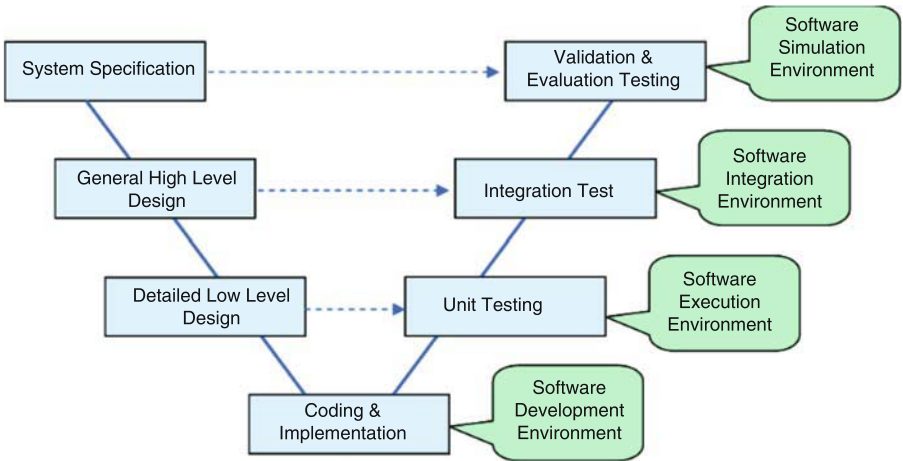 System Specification
Validation &
Evaluation Testing
Software
Simulation
Environment
General High Level
Design
Integration Test
Software
Integration
Environment
Detailed Low Level
Design
Unit Testing
Software
Execution
Environment
Coding &
Implementation
Software
Development
Environment